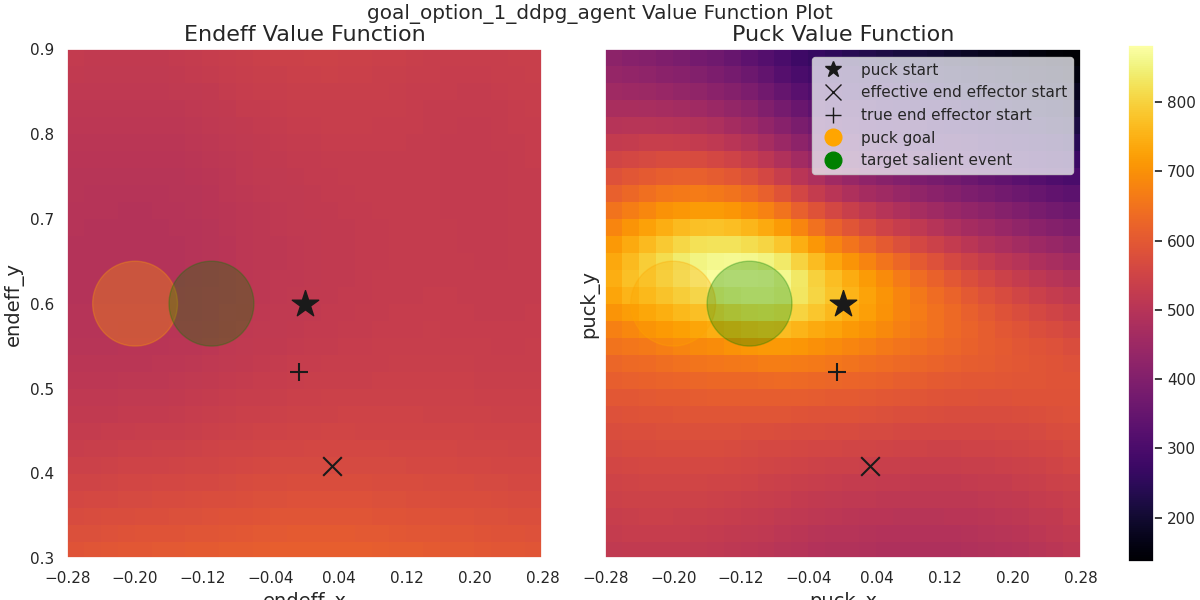 goal_option_1_ddpg_agent Value Function Plot
Endeff Value Function
0.9
0.8
0.7
0.6
0.5
0.4
0.3
endeff_y
−0.28 −0.20 −0.12 −0.04 0.04 0.12 0.20 0.28
endeff_x
Puck Value Function
puck start
effective end effector start
true end effector start
puck goal
target salient event
puck_y
−0.28 −0.20 −0.12 −0.04 0.04 0.12 0.20 0.28
puck_x
800
700
600
500
400
300
200